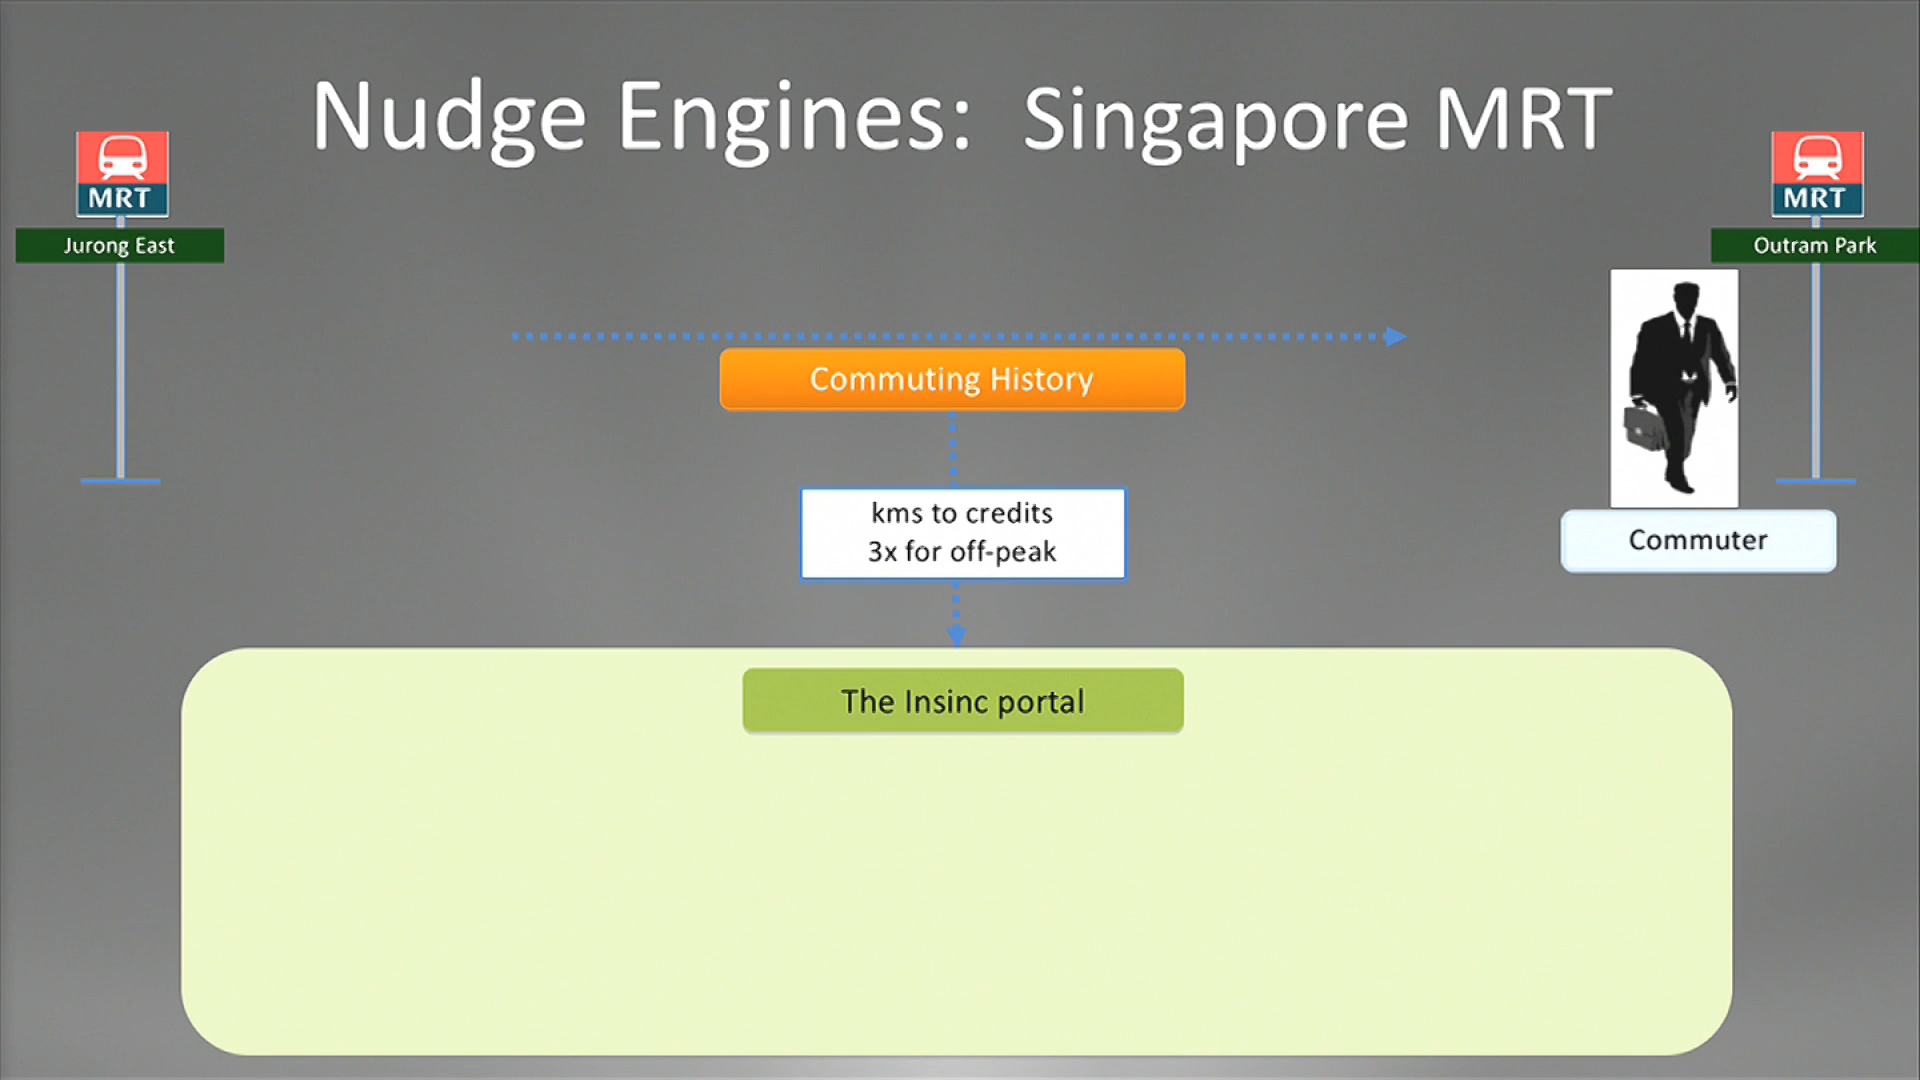 Nudge Engines: Singapore MRT
MRT
MRT
Jurong East
Outram Park
Commuting History
kms to credits
3x for off-peak
Commuter
The Insinc portal